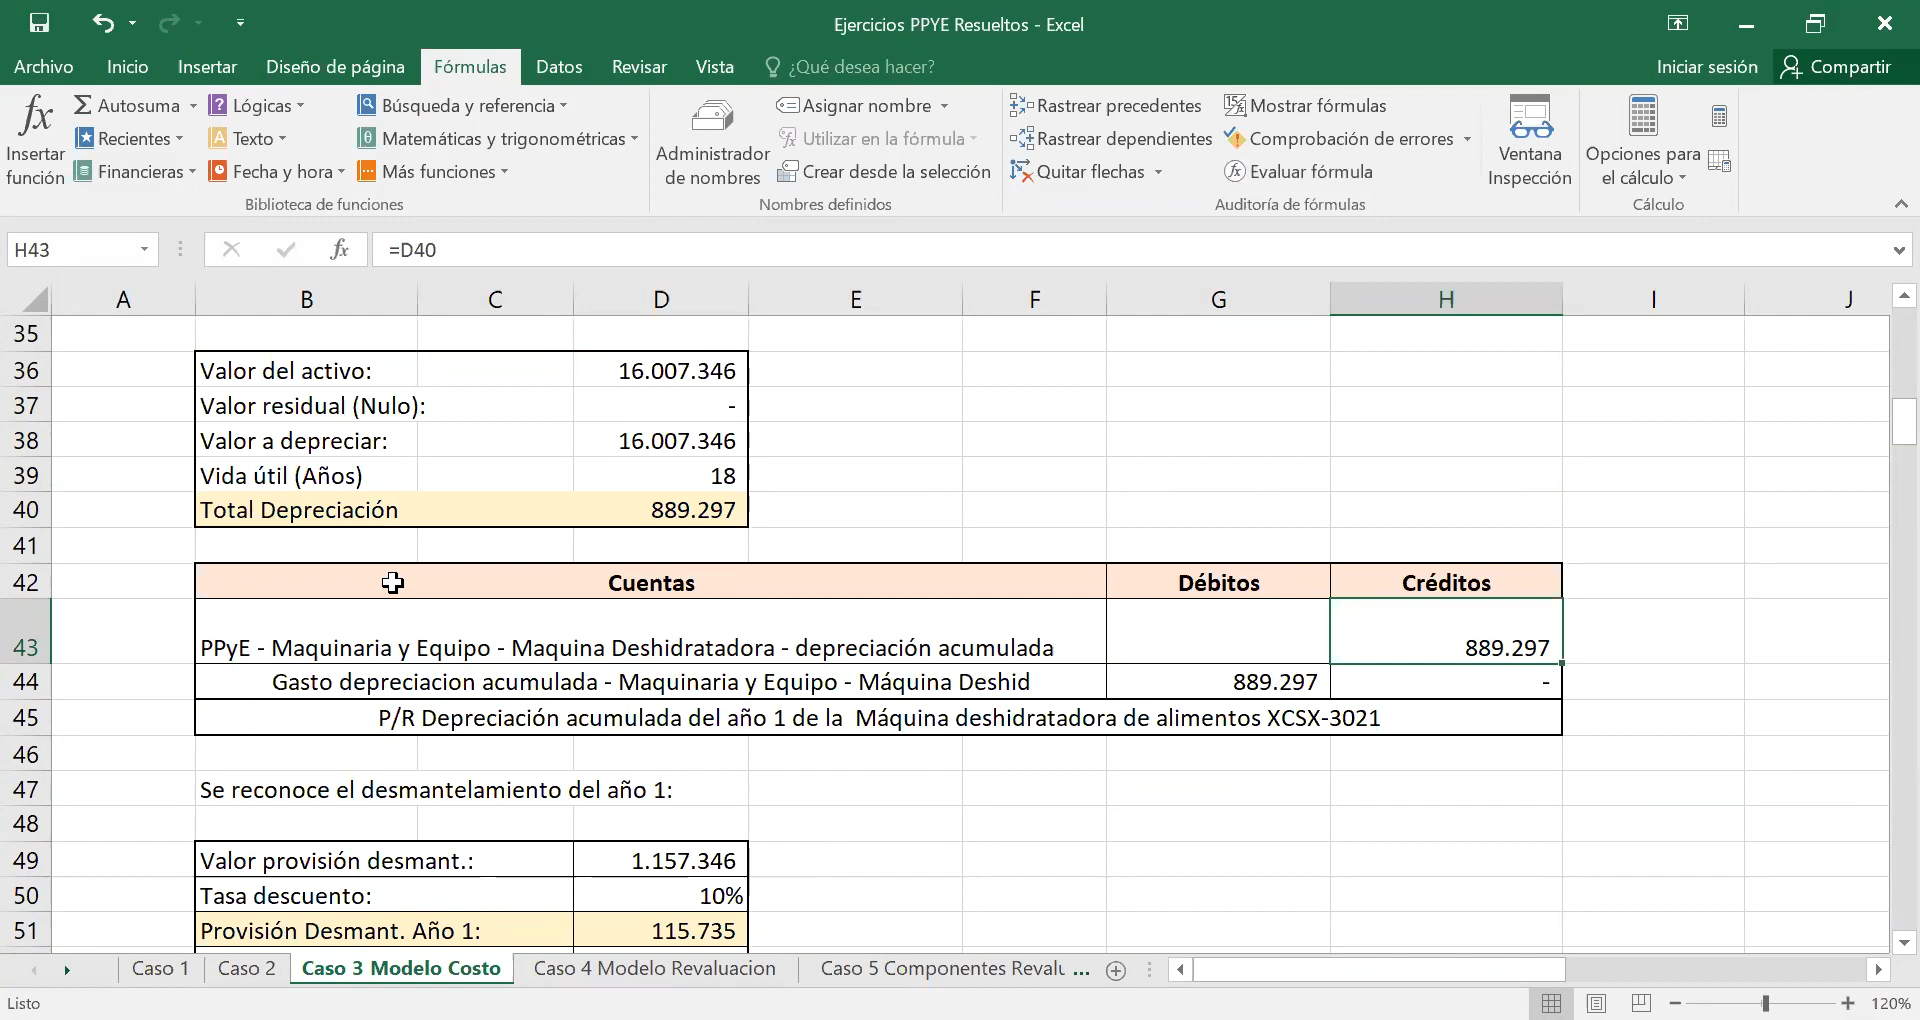 Ejercicios PPYE Resueltos - Excel
Archivo Inicio Insertar Diseño de página Fórmulas Datos Revisar Vista ¿Qué desea hacer? Iniciar sesión Compartir
fx Insertar función
Autosuma
Recientes
Financieras
Lógicas
Texto
Fecha y hora
Búsqueda y referencia
Matemáticas y trigonométricas
Más funciones
Biblioteca de funciones
Administrador de nombres
Asignar nombre
Utilizar en la fórmula
Crear desde la selección
Nombres definidos
Rastrear precedentes
Rastrear dependientes
Quitar flechas
Mostrar fórmulas
Comprobación de errores
Evaluar fórmula
Auditoría de fórmulas
Ventana Inspección
Opciones para el cálculo
Cálculo
H43 fx =D40
A B C D E F G H I J
35
36 Valor del activo: 16.007.346
37 Valor residual (Nulo): -
38 Valor a depreciar: 16.007.346
39 Vida útil (Años) 18
40 Total Depreciación 889.297
41
42 Cuentas Débitos Créditos
43 PPyE - Maquinaria y Equipo - Maquina Deshidratadora - depreciación acumulada 889.297
44 Gasto depreciacion acumulada - Maquinaria y Equipo - Máquina Deshid 889.297 -
45 P/R Depreciación acumulada del año 1 de la Máquina deshidratadora de alimentos XCSX-3021
46
47 Se reconoce el desmantelamiento del año 1:
48
49 Valor provisión desmant.: 1.157.346
50 Tasa descuento: 10%
51 Provisión Desmant. Año 1: 115.735
Caso 1 Caso 2 Caso 3 Modelo Costo Caso 4 Modelo Revaluacion Caso 5 Componentes Revalu ...
Listo 120%